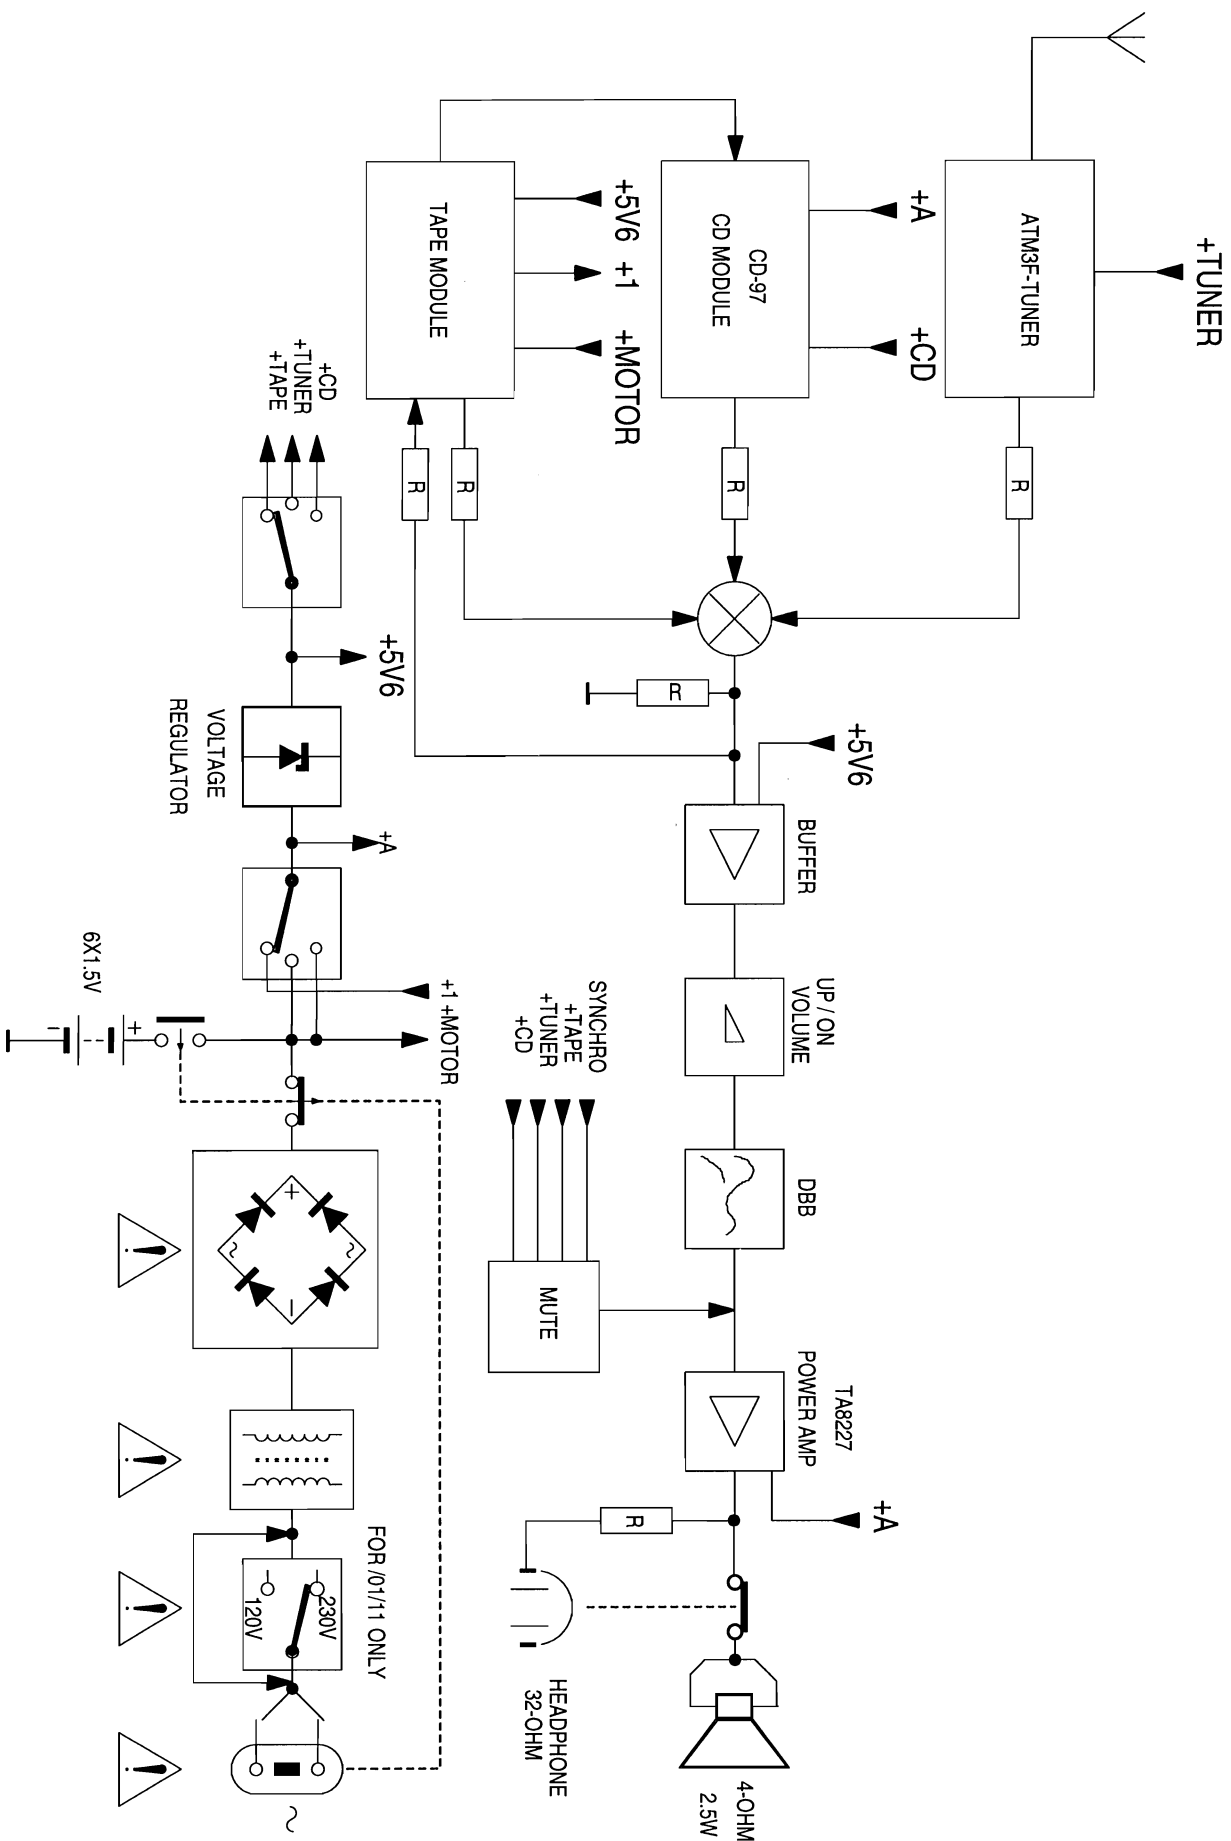 +TUNER
ATM3F-TUNER
R
+A
+CD
CD-97
CD MODULE
R
+5V6
+1
+MOTOR
TAPE MODULE
R
R
R
+5V6
BUFFER
UP / ON
VOLUME
DBB
SYNCHRO
+TAPE
+TUNER
+CD
MUTE
TA8227
POWER AMP
+A
R
HEADPHONE
32-OHM
4-OHM
2.5W
+CD
+TUNER
+TAPE
+5V6
VOLTAGE
REGULATOR
+A
+1 +MOTOR
6X1.5V
+
−
+
−
~
~
FOR /01/11 ONLY
230V
120V
~
!
!
!
!